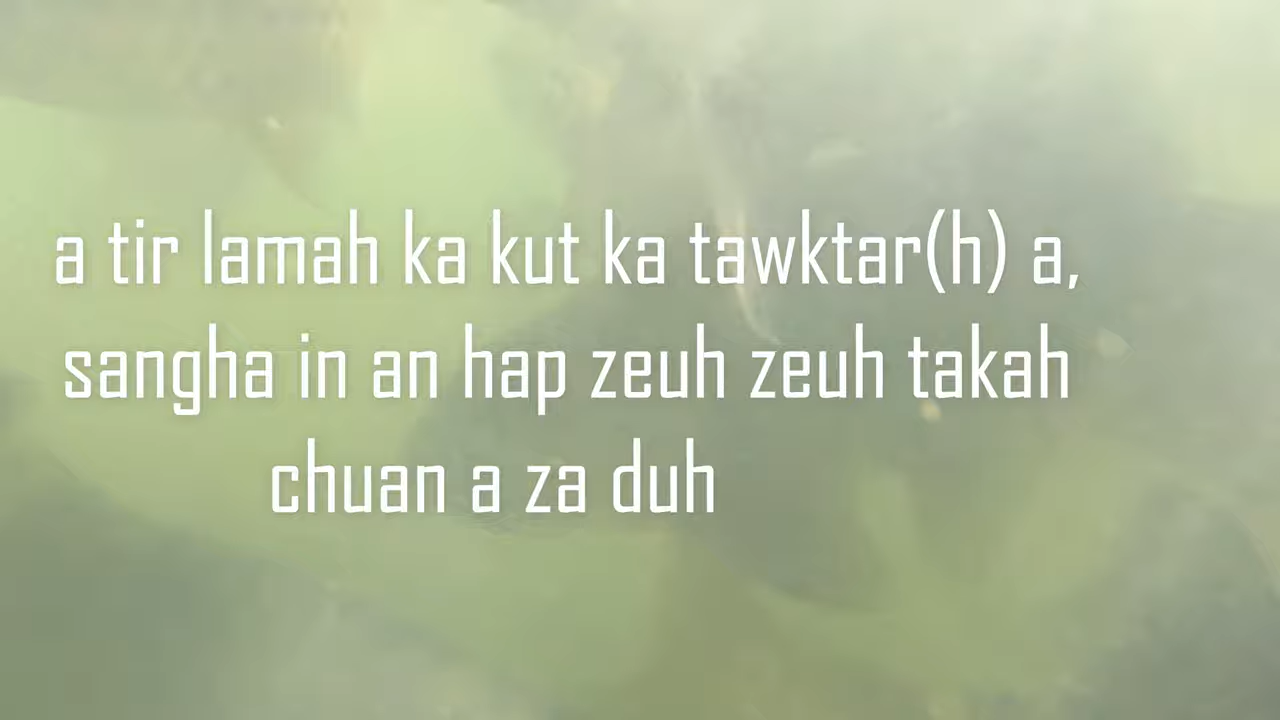 a tir lamah ka kut ka tawktar(h) a,
sangha in an hap zeuh zeuh takah
chuan a za duh